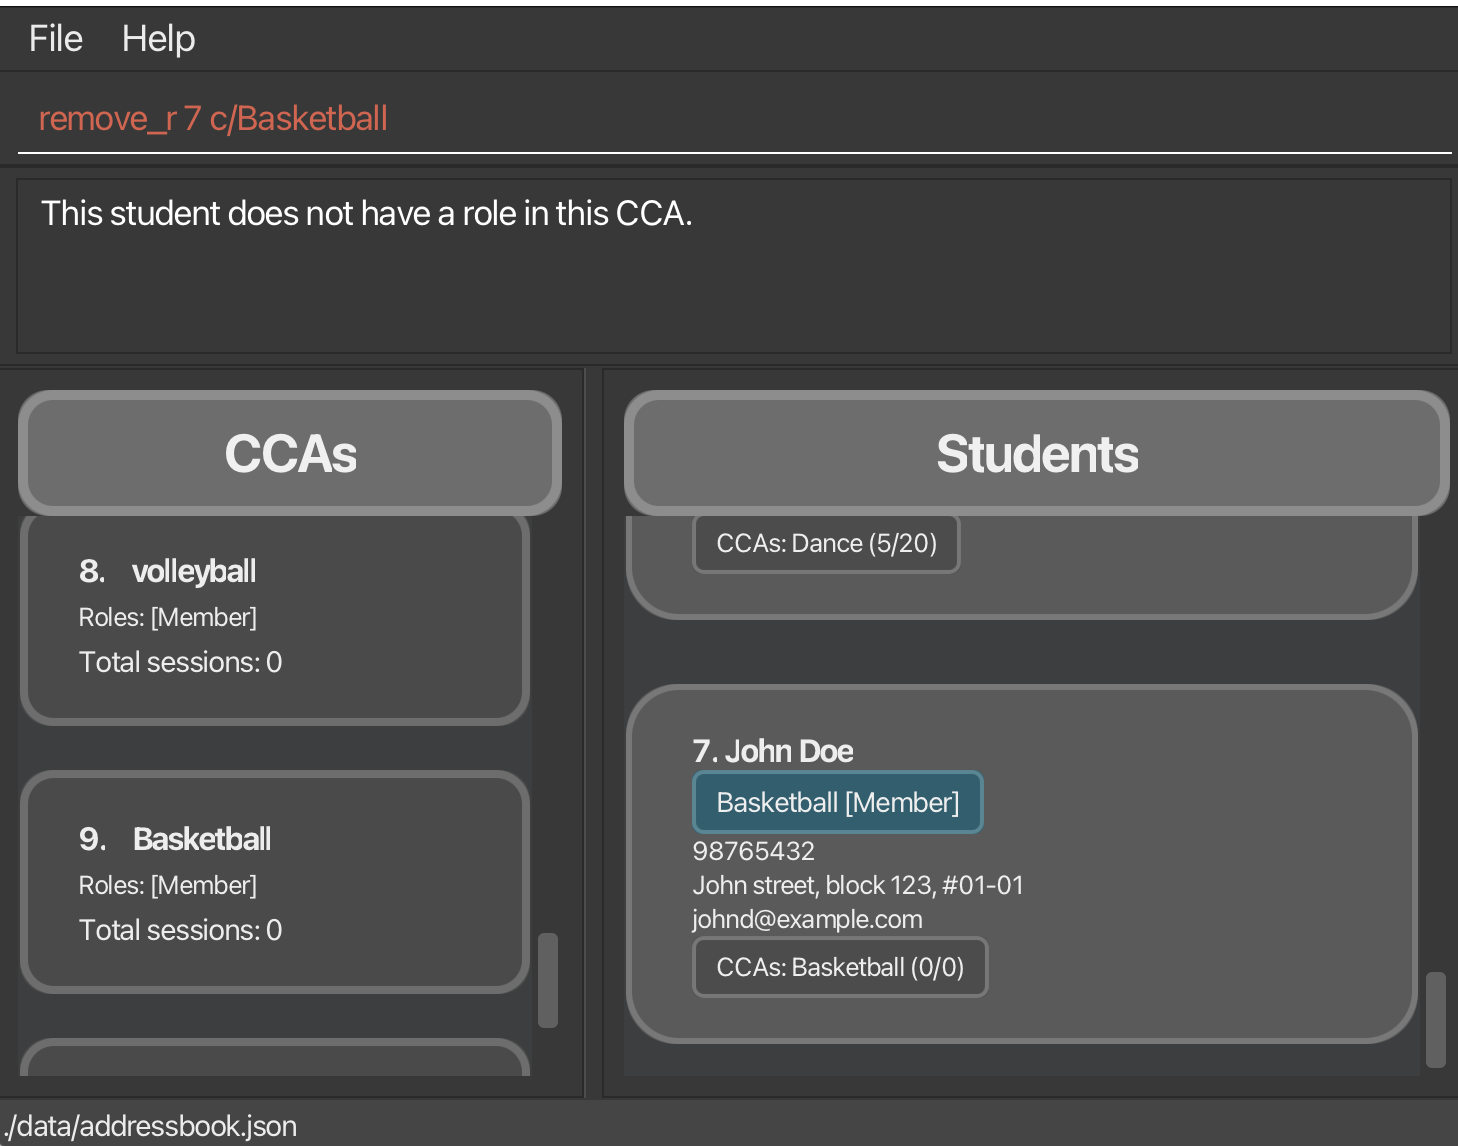 File Help
remove_r 7 c/Basketball
This student does not have a role in this CCA.
CCAs
8. volleyball
Roles: [Member]
Total sessions: 0
9. Basketball
Roles: [Member]
Total sessions: 0
Students
CCAs: Dance (5/20)
7. John Doe
Basketball [Member]
98765432
John street, block 123, #01-01
johnd@example.com
CCAs: Basketball (0/0)
./data/addressbook.json